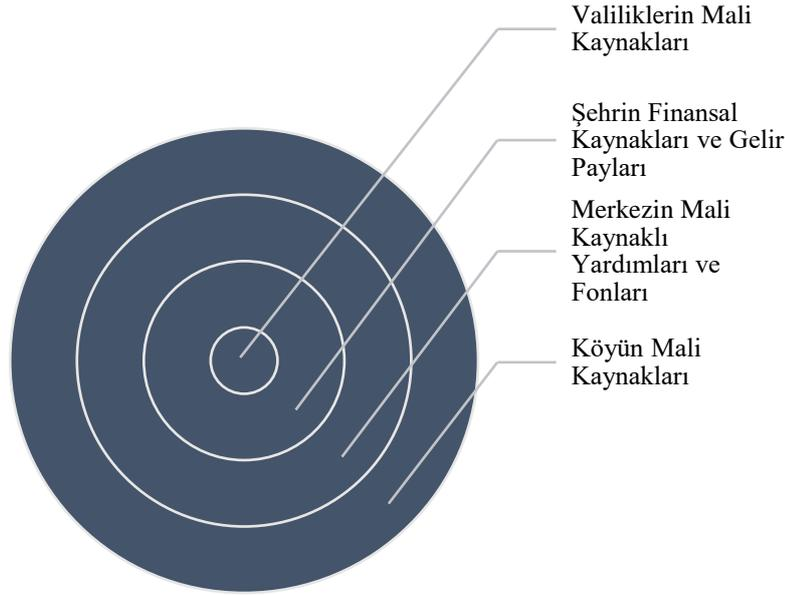 Valiliklerin Mali
Kaynakları
Şehrin Finansal
Kaynakları ve Gelir
Payları
Merkezin Mali
Kaynaklı
Yardımları ve
Fonları
Köyün Mali
Kaynakları